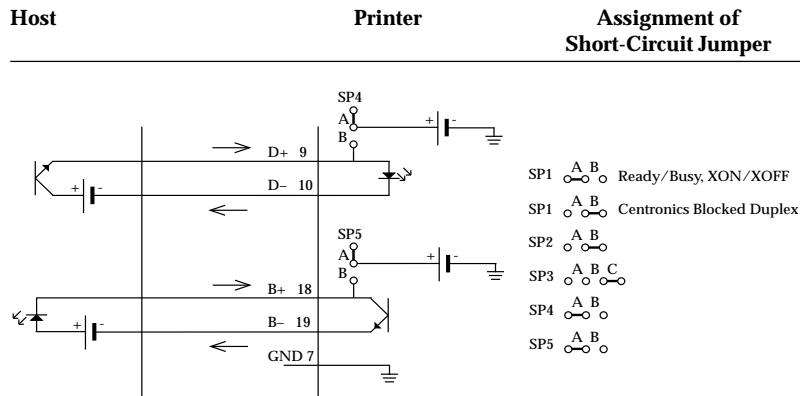 Host Printer Assignment of
Short-Circuit Jumper
SP4
A
B
+ -
D+ 9
D– 10
+ -
SP5
A
B
+ -
B+ 18
B– 19
+ -
GND 7
SP1 A B Ready/Busy, XON/XOFF
SP1 A B Centronics Blocked Duplex
SP2 A B
SP3 A B C
SP4 A B
SP5 A B